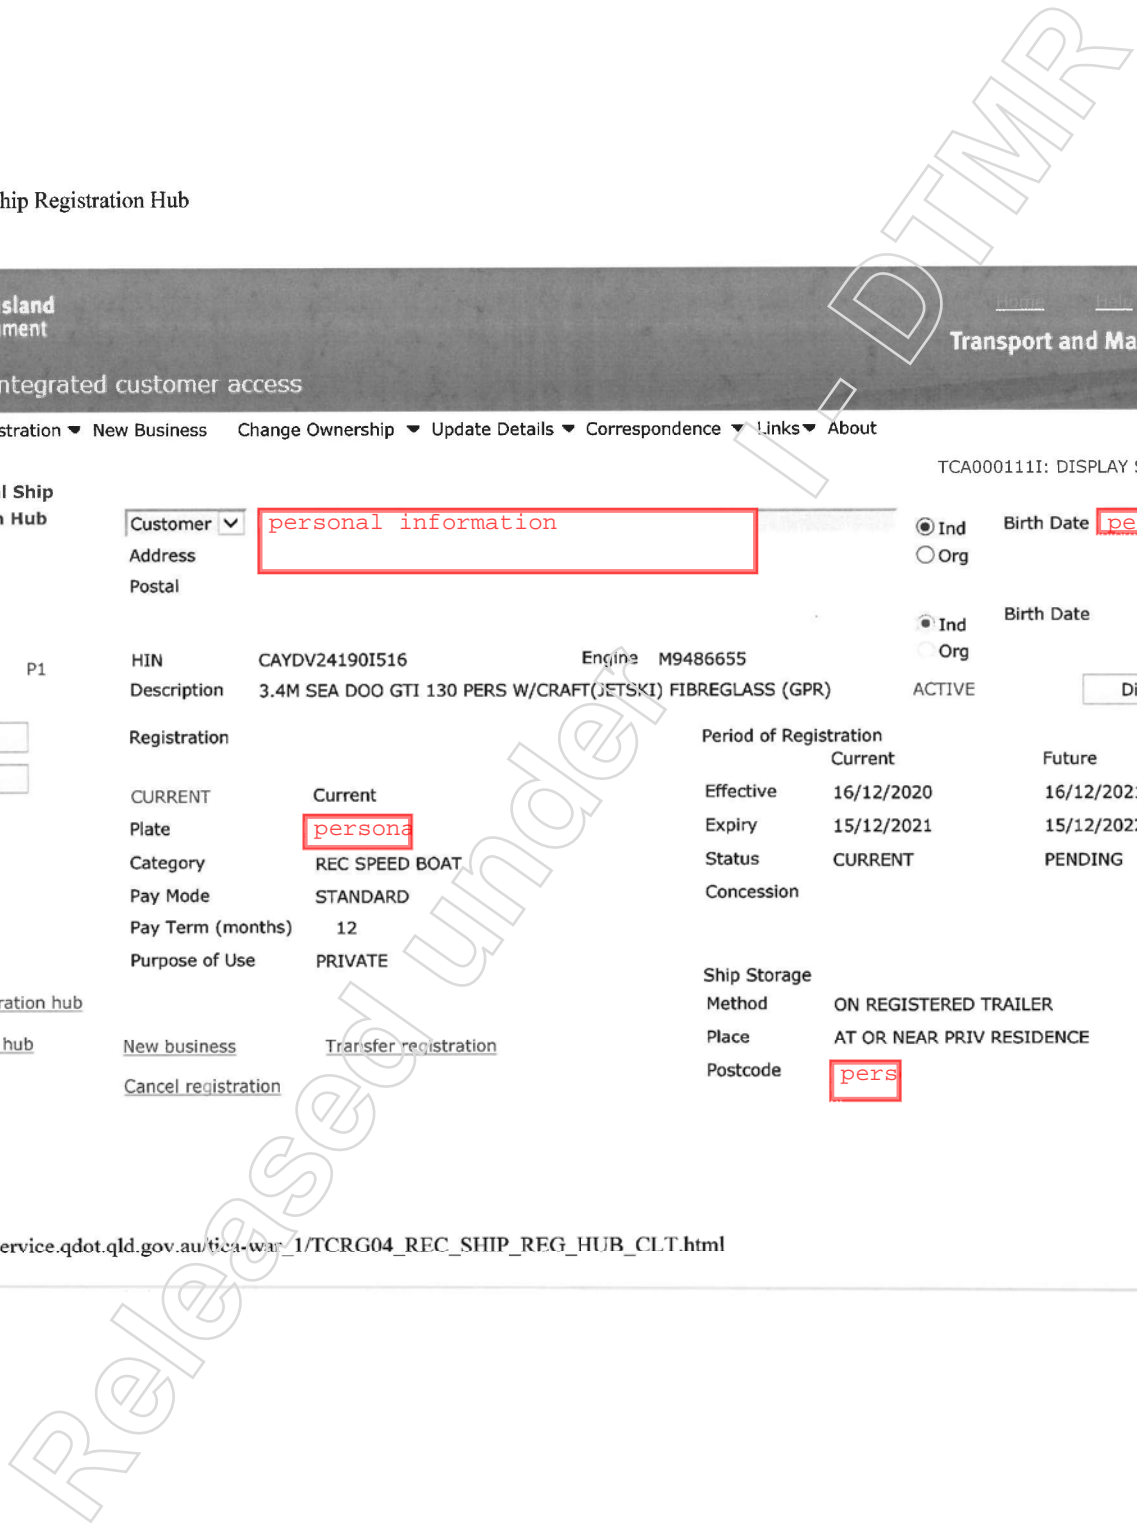 hip Registration Hub
sland
ment
Home Help
Transport and Ma
ntegrated customer access
stration New Business Change Ownership Update Details Correspondence Links About
TCA000111I: DISPLAY S
l Ship
n Hub
Customer personal information Ind Birth Date pe
Address Org
Postal
Ind Birth Date
Org
P1
HIN CAYDV24190I516 Engine M9486655
Description 3.4M SEA DOO GTI 130 PERS W/CRAFT(JETSKI) FIBREGLASS (GPR) ACTIVE Di
Registration Period of Registration
Current Future
CURRENT Current Effective 16/12/2020 16/12/2021
Plate persona Expiry 15/12/2021 15/12/2022
Category REC SPEED BOAT Status CURRENT PENDING
Pay Mode STANDARD Concession
Pay Term (months) 12
Purpose of Use PRIVATE
Ship Storage
ration hub Method ON REGISTERED TRAILER
hub New business Transfer registration Place AT OR NEAR PRIV RESIDENCE
Cancel registration Postcode pers
ervice.qdot.qld.gov.au/tica-war_1/TCRG04_REC_SHIP_REG_HUB_CLT.html
Released under
I - DTMR